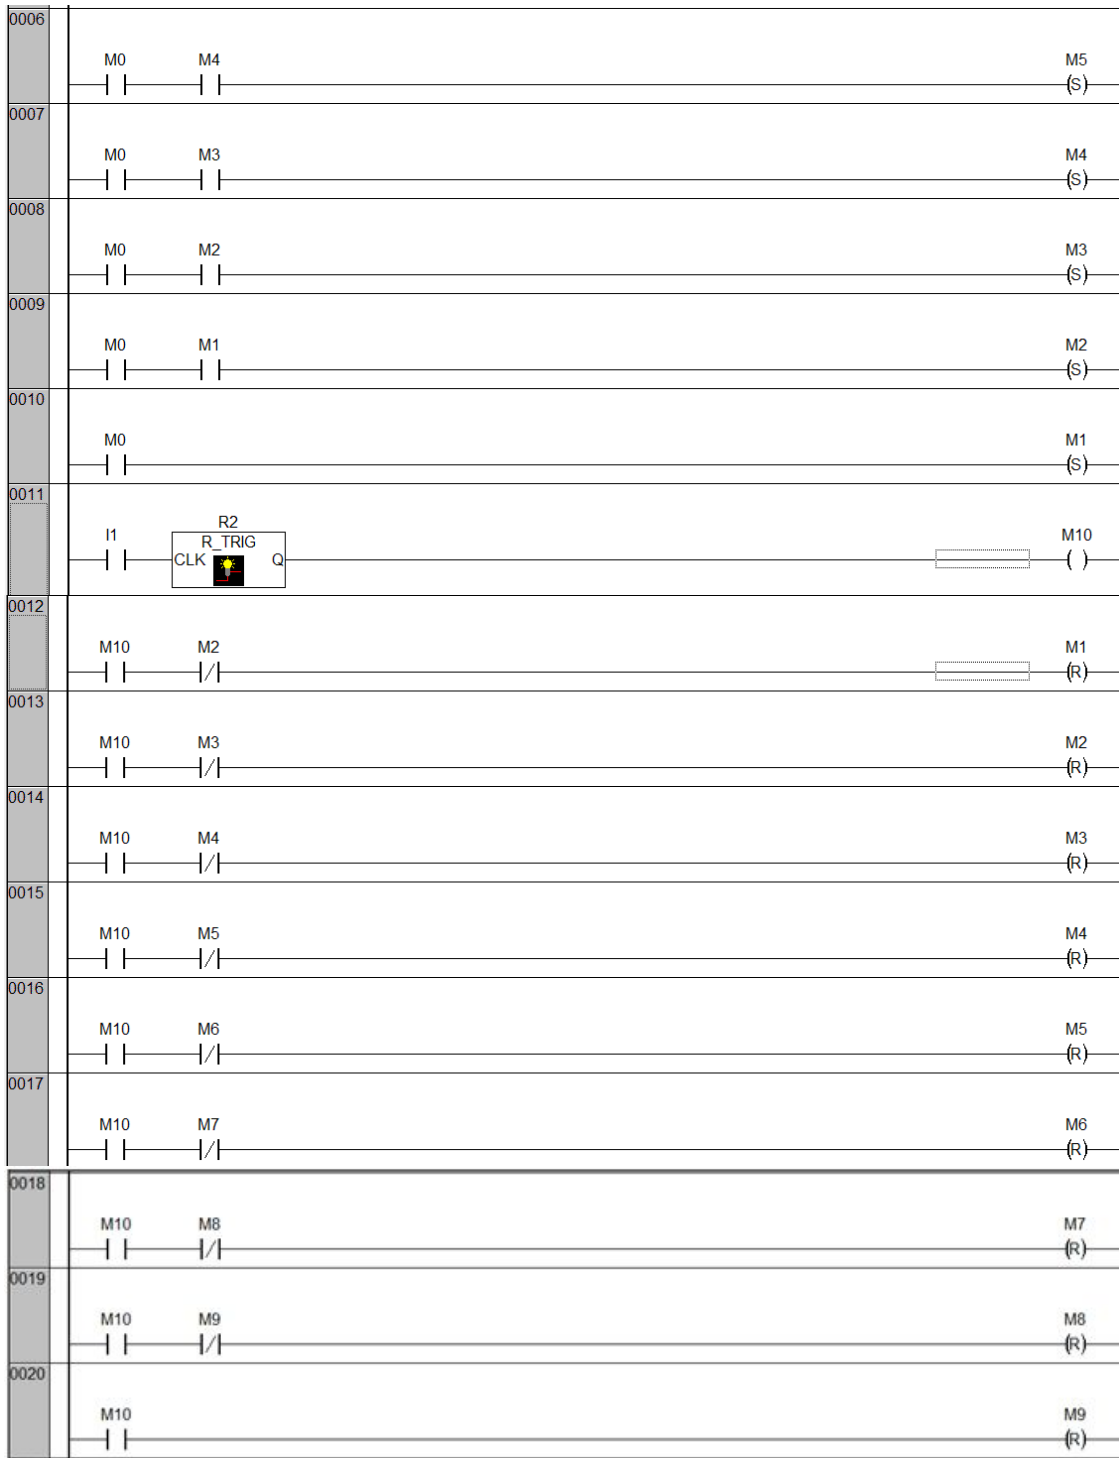 0006
M0 M4 M5
(S)
0007
M0 M3 M4
(S)
0008
M0 M2 M3
(S)
0009
M0 M1 M2
(S)
0010
M0 M1
(S)
0011
R2
I1 R_TRIG M10
CLK Q ( )
0012
M10 M2 M1
(R)
0013
M10 M3 M2
(R)
0014
M10 M4 M3
(R)
0015
M10 M5 M4
(R)
0016
M10 M6 M5
(R)
0017
M10 M7 M6
(R)
0018
M10 M8 M7
(R)
0019
M10 M9 M8
(R)
0020
M10 M9
(R)